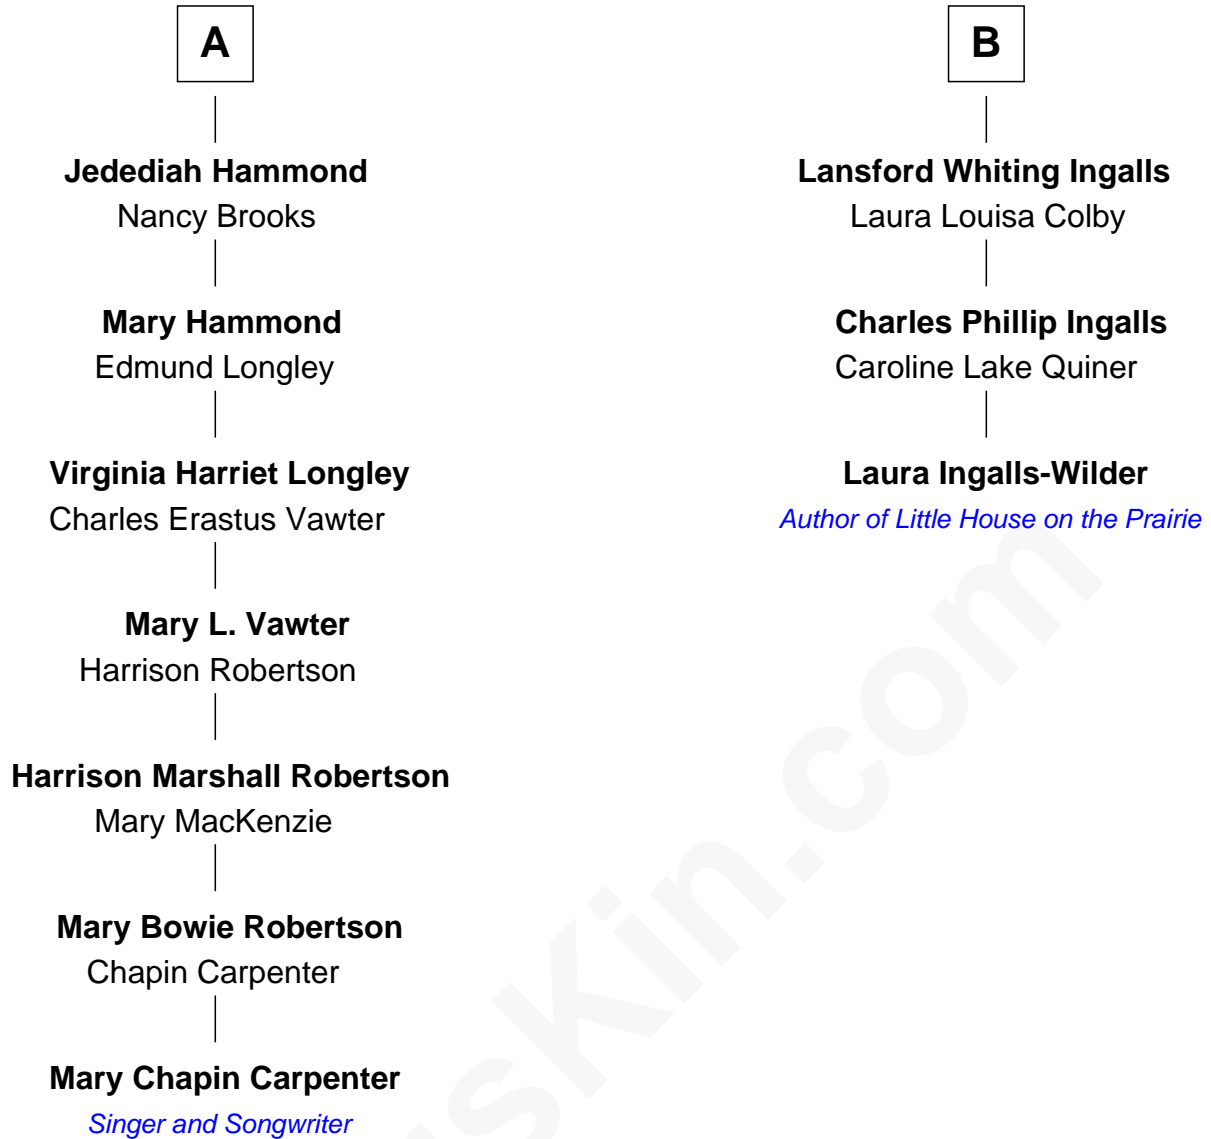 A
Jedediah Hammond
Nancy Brooks
Mary Hammond
Edmund Longley
Virginia Harriet Longley
Charles Erastus Vawter
Mary L. Vawter
Harrison Robertson
Harrison Marshall Robertson
Mary MacKenzie
Mary Bowie Robertson
Chapin Carpenter
Mary Chapin Carpenter
Singer and Songwriter
B
Lansford Whiting Ingalls
Laura Louisa Colby
Charles Phillip Ingalls
Caroline Lake Quiner
Laura Ingalls-Wilder
Author of Little House on the Prairie
usKin.com